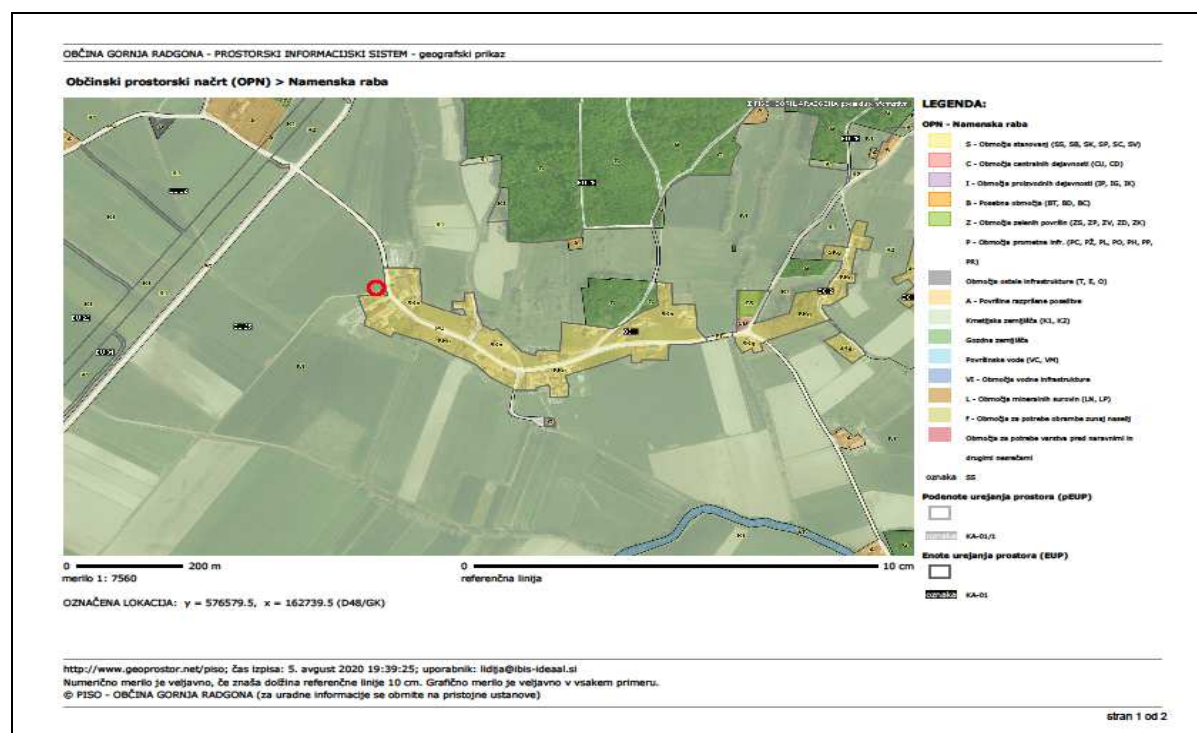 OBČINA GORNJA RADGONA - PROSTORSKI INFORMACIJSKI SISTEM - geografski prikaz
Občinski prostorski načrt (OPN) > Namenska raba
LEGENDA:
OPN - Namenska raba
S - Območja stanovanj (SS, SB, SK, SP, SC, SV)
C - Območja centralnih dejavnosti (CU, CD)
I - Območja proizvodnih dejavnosti (IP, IG, IK)
B - Posebna območja (BT, BD, BC)
Z - Območja zelenih površin (ZS, ZP, ZV, ZD, ZK)
P - Območja prometne infr. (PC, PŽ, PL, PO, PH, PP,
PR)
Območja ostale infrastrukture (T, E, O)
A - Površine razpršene poselitve
Kmetijska zemljišča (K1, K2)
Gozdna zemljišča
Površinske vode (VC, VM)
VI - Območja vodne infrastrukture
L - Območja mineralnih surovin (LN, LP)
f - Območja za potrebe obrambe zunaj naselij
Območja za potrebe varstva pred naravnimi in
drugimi nesrečami
oznaka SS
Podenote urejanja prostora (pEUP)
oznaka KA-01/1
Enote urejanja prostora (EUP)
oznaka KA-01
0 200 m
merilo 1: 7560
0 10 cm
referenčna linija
OZNAČENA LOKACIJA: y = 576579.5, x = 162739.5 (D48/GK)
http://www.geoprostor.net/piso; čas izpisa: 5. avgust 2020 19:39:25; uporabnik: lidija@ibis-ideaal.si
Numerično merilo je veljavno, če znaša dolžina referenčne linije 10 cm. Grafično merilo je veljavno v vsakem primeru.
© PISO - OBČINA GORNJA RADGONA (za uradne informacije se obrnite na pristojne ustanove)
stran 1 od 2